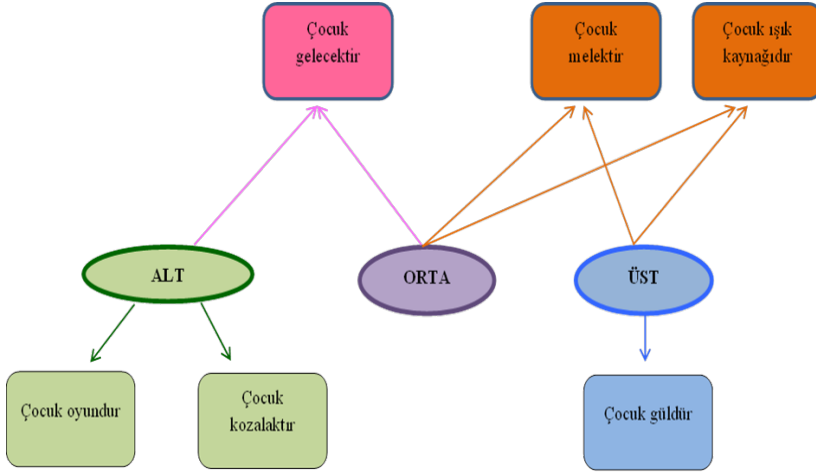 Çocuk
gelecektir
Çocuk
melektir
Çocuk ışık
kaynağıdır
ALT
ORTA
ÜST
Çocuk oyundur
Çocuk
kozalaktır
Çocuk güldür